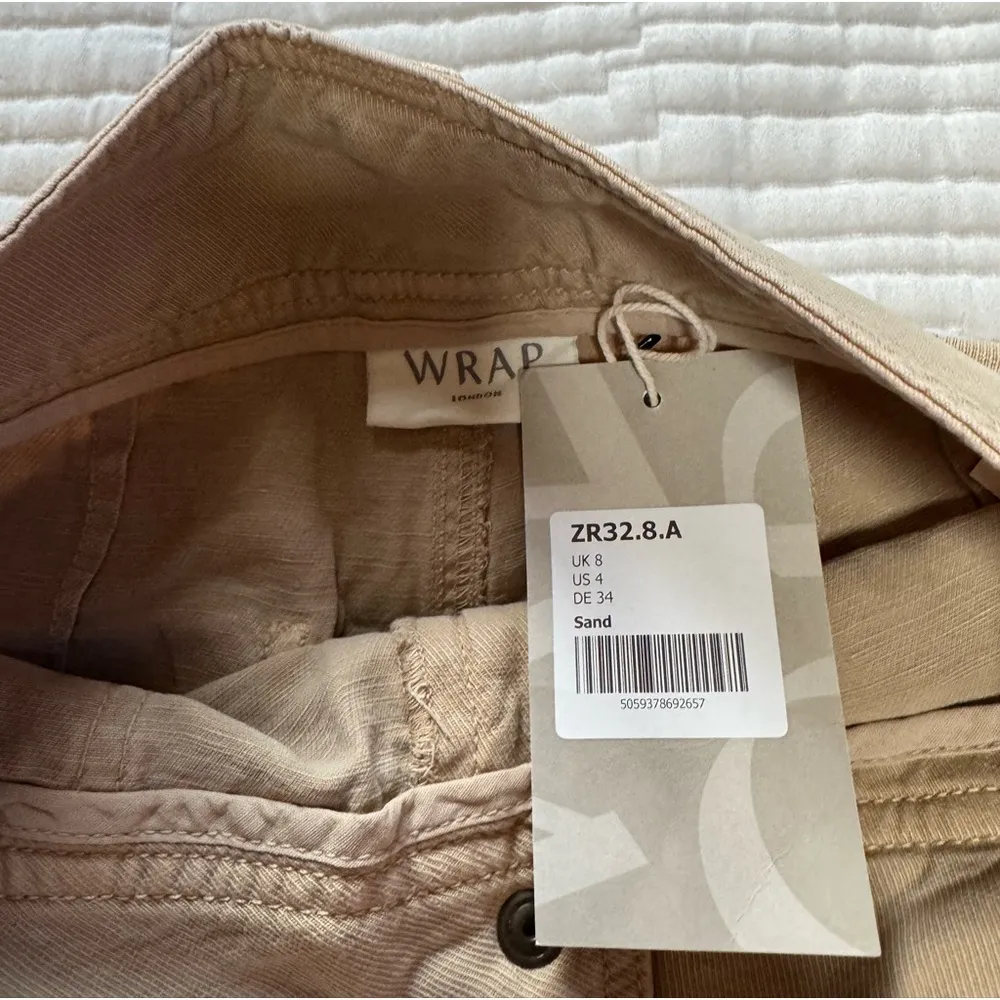 WRAP
LONDON
ZR32.8.A
UK 8
US 4
DE 34
Sand
5059378692657